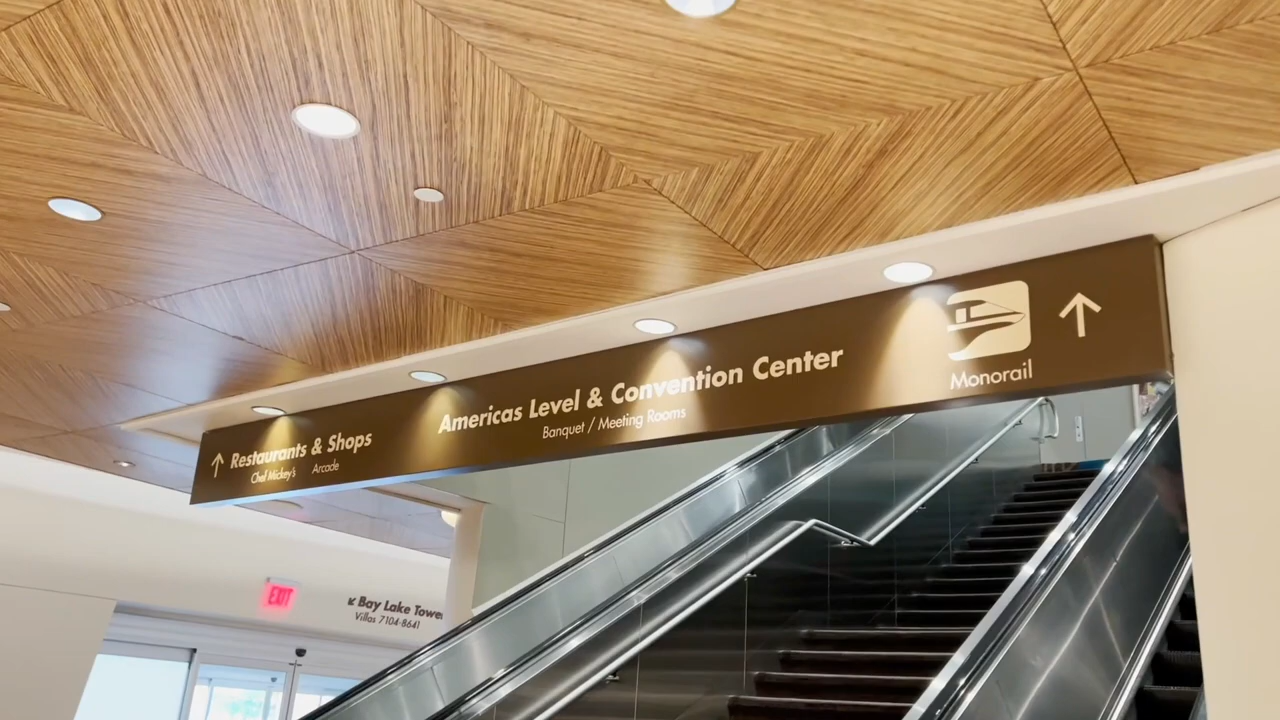 Restaurants & Shops
Chef Mickey's Arcade
Americas Level & Convention Center
Banquet / Meeting Rooms
Monorail
EXIT
Bay Lake Tower
Villas 7104-8641